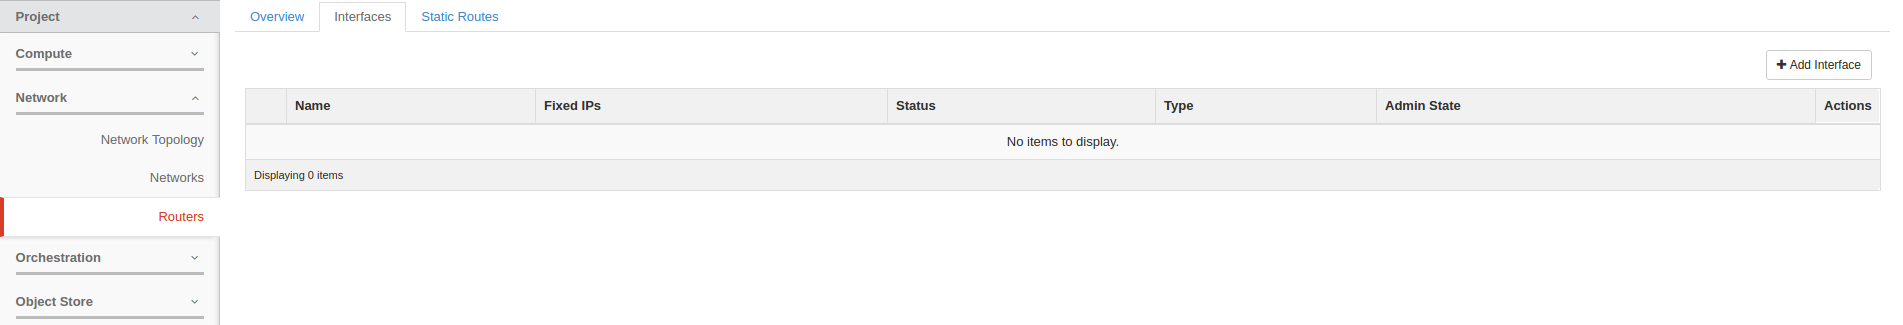 Project
Compute
Network
Network Topology
Networks
Routers
Orchestration
Object Store
Overview Interfaces Static Routes
Add Interface
Name Fixed IPs Status Type Admin State Actions
No items to display.
Displaying 0 items